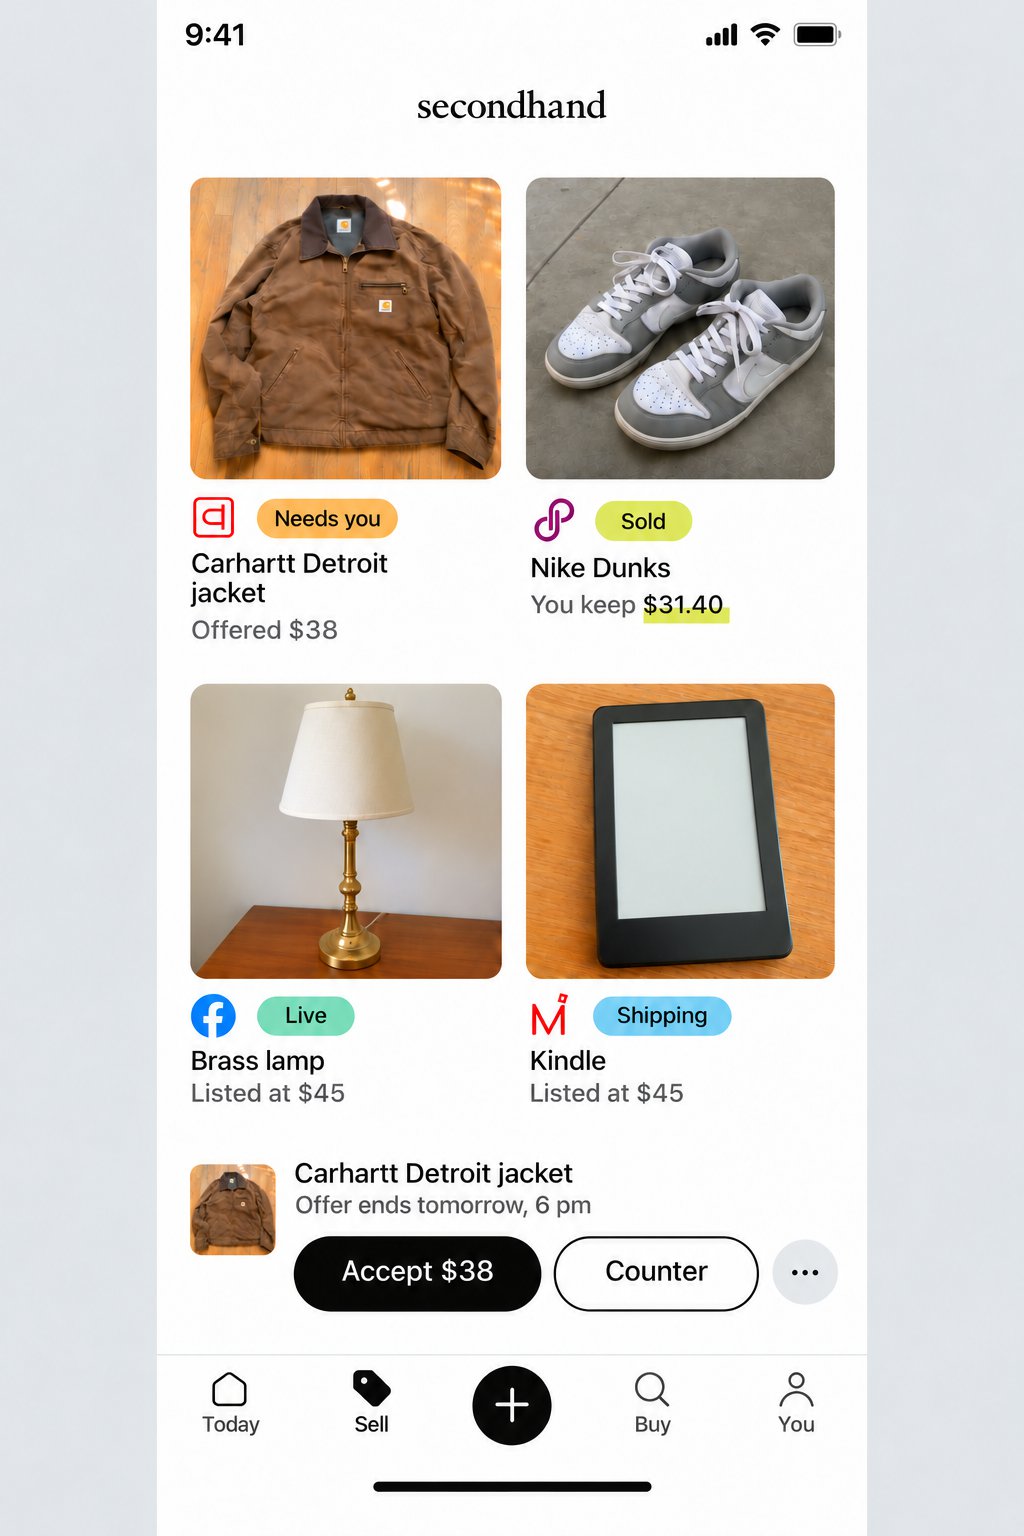 9:41
secondhand
Needs you
Carhartt Detroit
jacket
Offered $38
Sold
Nike Dunks
You keep $31.40
Live
Brass lamp
Listed at $45
Shipping
Kindle
Listed at $45
Carhartt Detroit jacket
Offer ends tomorrow, 6 pm
Accept $38
Counter
Today
Sell
Buy
You